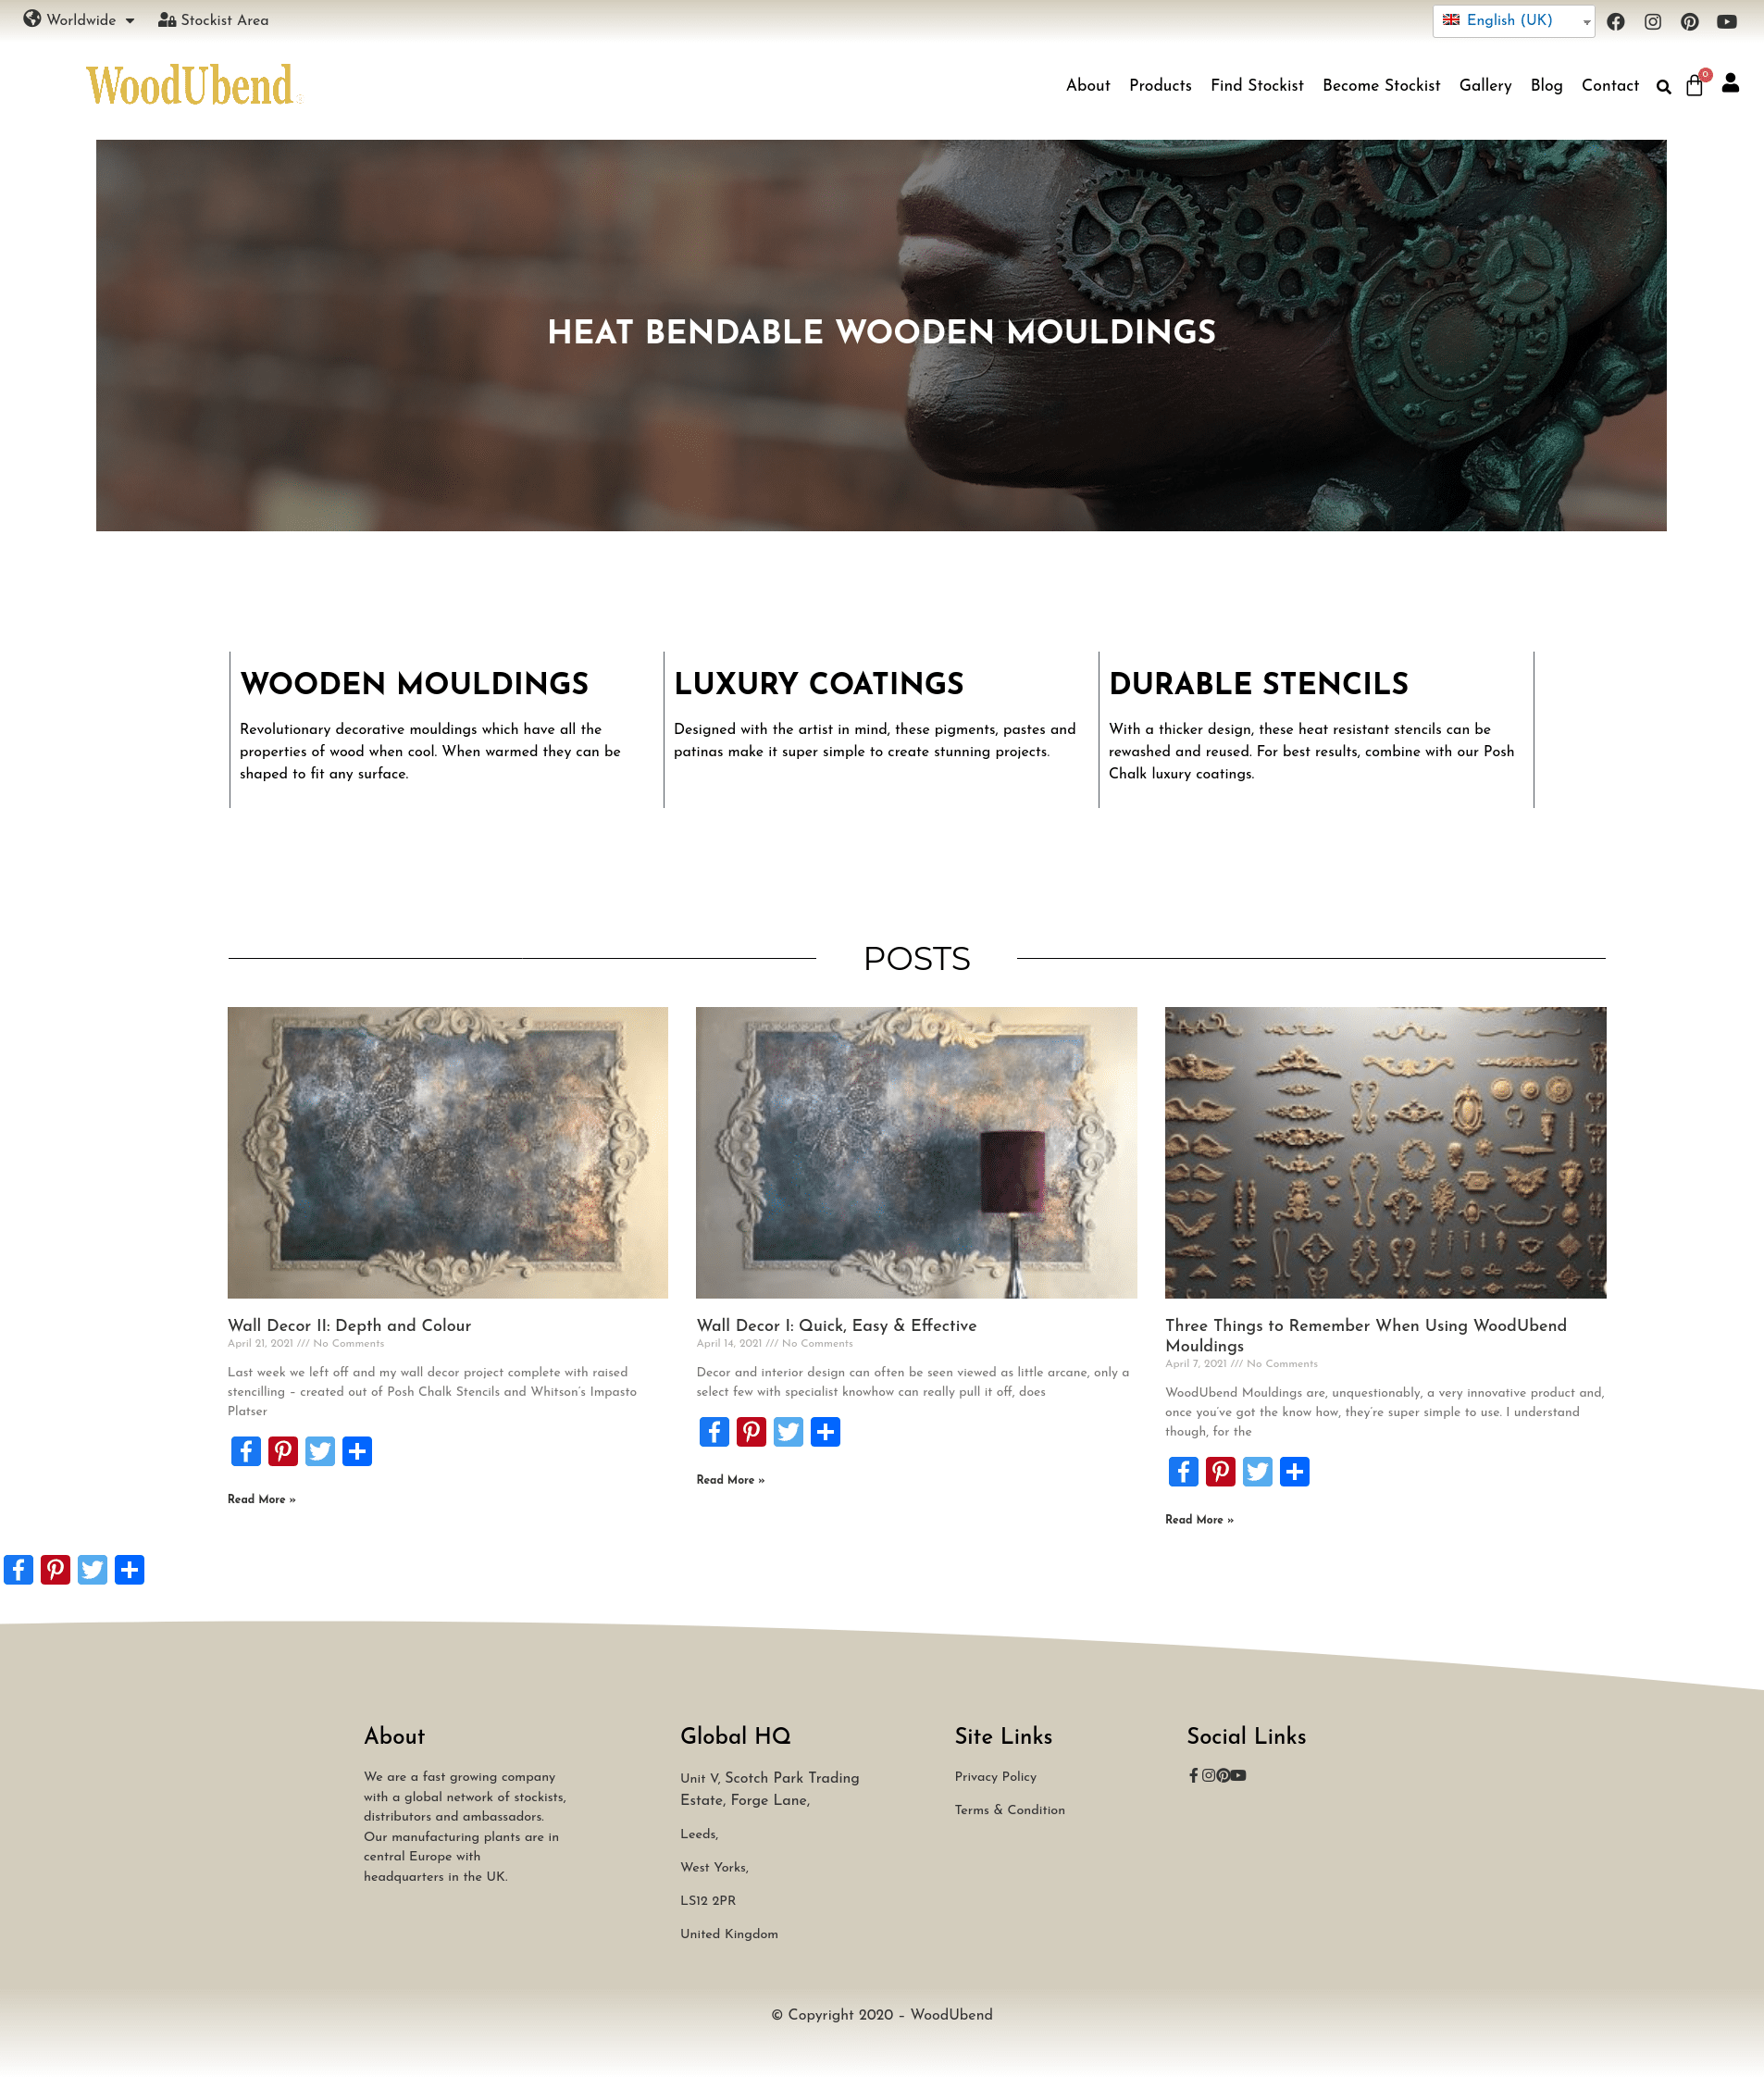 Worldwide
Stockist Area
English (UK)
WoodUbend
About
Products
Find Stockist
Become Stockist
Gallery
Blog
Contact
0
HEAT BENDABLE WOODEN MOULDINGS
WOODEN MOULDINGS
Revolutionary decorative mouldings which have all the
properties of wood when cool. When warmed they can be
shaped to fit any surface.
LUXURY COATINGS
Designed with the artist in mind, these pigments, pastes and
patinas make it super simple to create stunning projects.
DURABLE STENCILS
With a thicker design, these heat resistant stencils can be
rewashed and reused. For best results, combine with our Posh
Chalk luxury coatings.
POSTS
Wall Decor II: Depth and Colour
April 21, 2021 /// No Comments
Last week we left off and my wall decor project complete with raised
stencilling – created out of Posh Chalk Stencils and Whitson's Impasto
Platser
Read More »
Wall Decor I: Quick, Easy & Effective
April 14, 2021 /// No Comments
Decor and interior design can often be seen viewed as little arcane, only a
select few with specialist knowhow can really pull it off, does
Read More »
Three Things to Remember When Using WoodUbend
Mouldings
April 7, 2021 /// No Comments
WoodUbend Mouldings are, unquestionably, a very innovative product and,
once you've got the know how, they're super simple to use. I understand
though, for the
Read More »
About
We are a fast growing company
with a global network of stockists,
distributors and ambassadors.
Our manufacturing plants are in
central Europe with
headquarters in the UK.
Global HQ
Unit V, Scotch Park Trading
Estate, Forge Lane,
Leeds,
West Yorks,
LS12 2PR
United Kingdom
Site Links
Privacy Policy
Terms & Condition
Social Links
© Copyright 2020 – WoodUbend